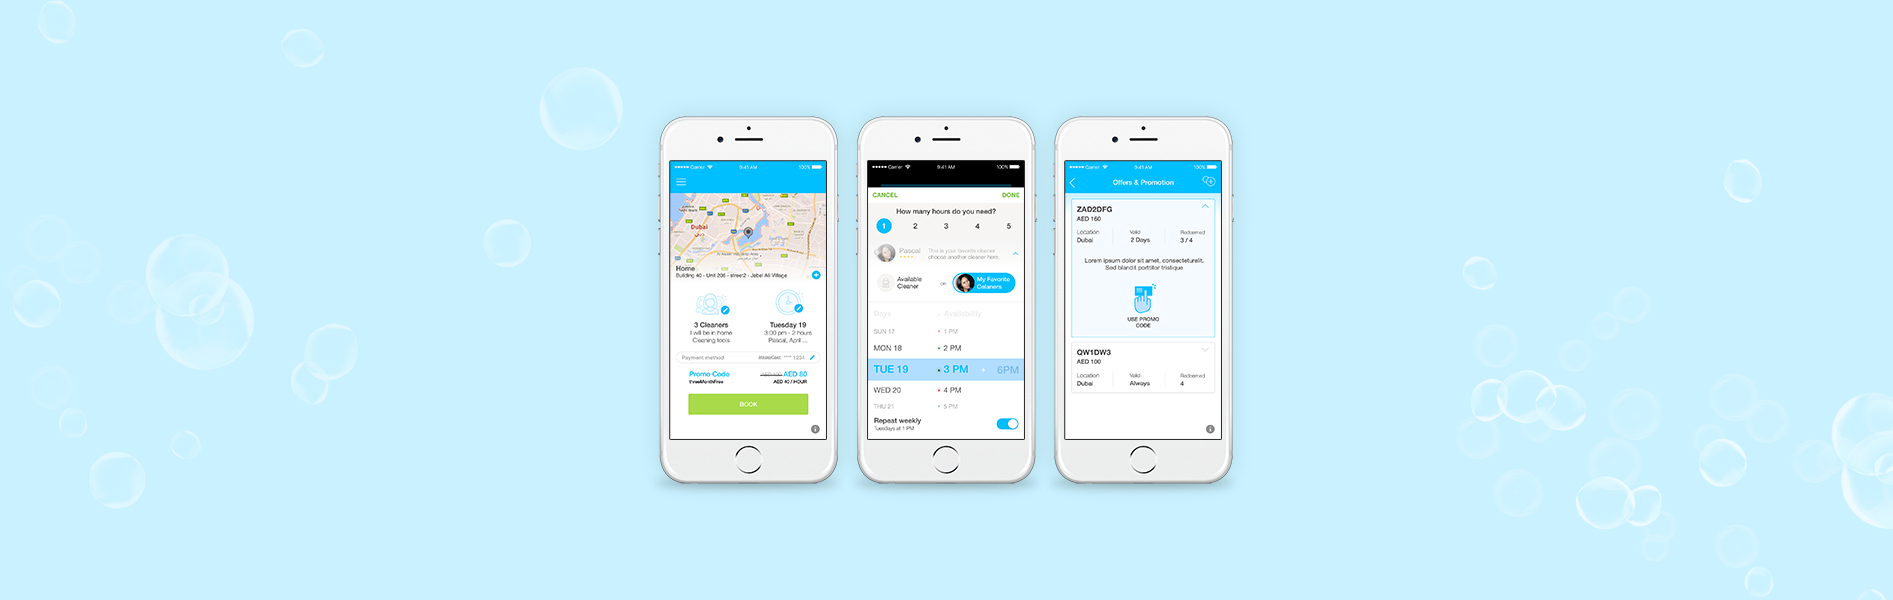 Carrier
9:41 AM
100%
Dubai
دبي
Home
Building 40 - Unit 206 - street2 - Jebel Ali Village
3 Cleaners
I will be in home
Cleaning tools
Tuesday 19
3:00 pm - 2 hours
Pascal, April ...
Payment method
MasterCard. **** 1234
Promo Code
threeMonthFree
AED 80
AED 40 / HOUR
BOOK
Carrier
9:41 AM
100%
CANCEL
DONE
How many hours do you need?
1 2 3 4 5
Pascal
This is your favorite cleaner
choose another cleaner here.
Available
Cleaner
OR
My Favorite
Celaners
Days
Availability
SUN 17
1 PM
MON 18
2 PM
TUE 19
3 PM
6PM
WED 20
4 PM
THU 21
5 PM
Repeat weekly
Tuesdays at 1 PM
Carrier
9:41 AM
100%
Offers & Promotion
ZAD2DFG
AED 160
Location
Dubai
Valid
2 Days
Redeemed
3 / 4
Lorem ipsum dolor sit amet, consecteturelit.
Sed blandit porttitor tristique
USE PROMO
CODE
QW1DW3
AED 100
Location
Dubai
Valid
Always
Redeemed
4